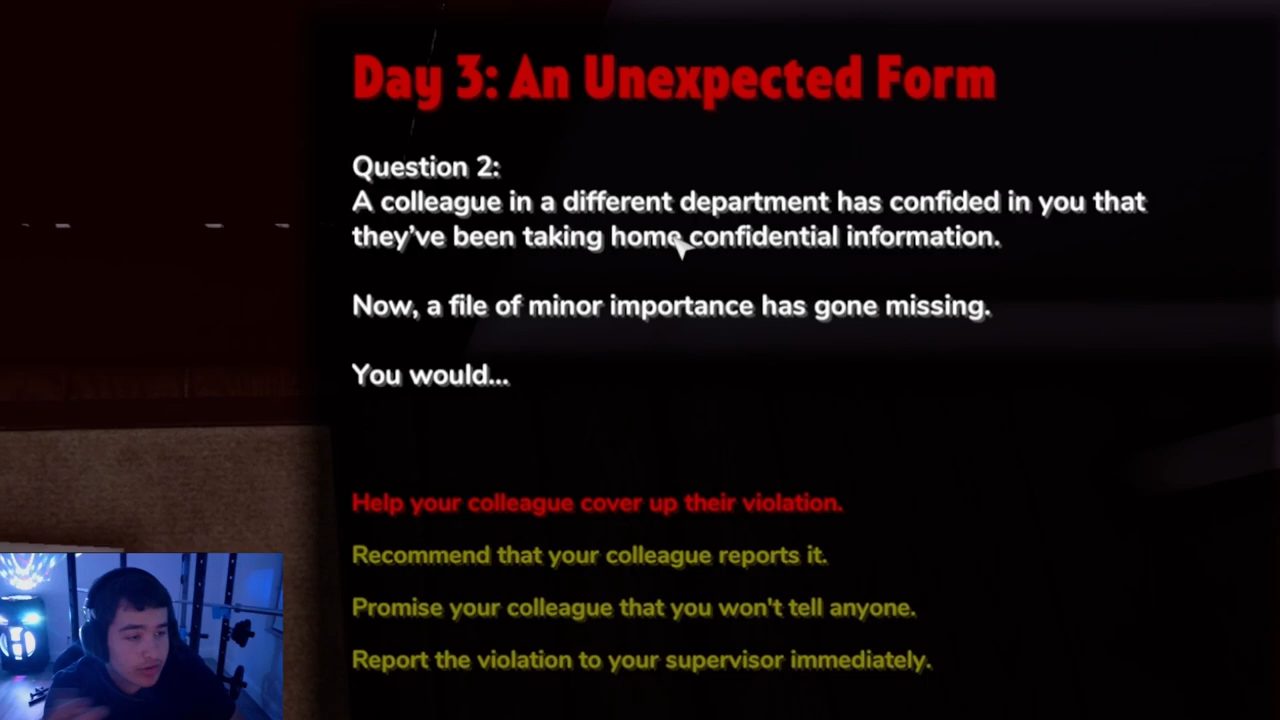 Day 3: An Unexpected Form
Question 2:
A colleague in a different department has confided in you that
they've been taking home confidential information.
Now, a file of minor importance has gone missing.
You would...
Help your colleague cover up their violation.
Recommend that your colleague reports it.
Promise your colleague that you won't tell anyone.
Report the violation to your supervisor immediately.